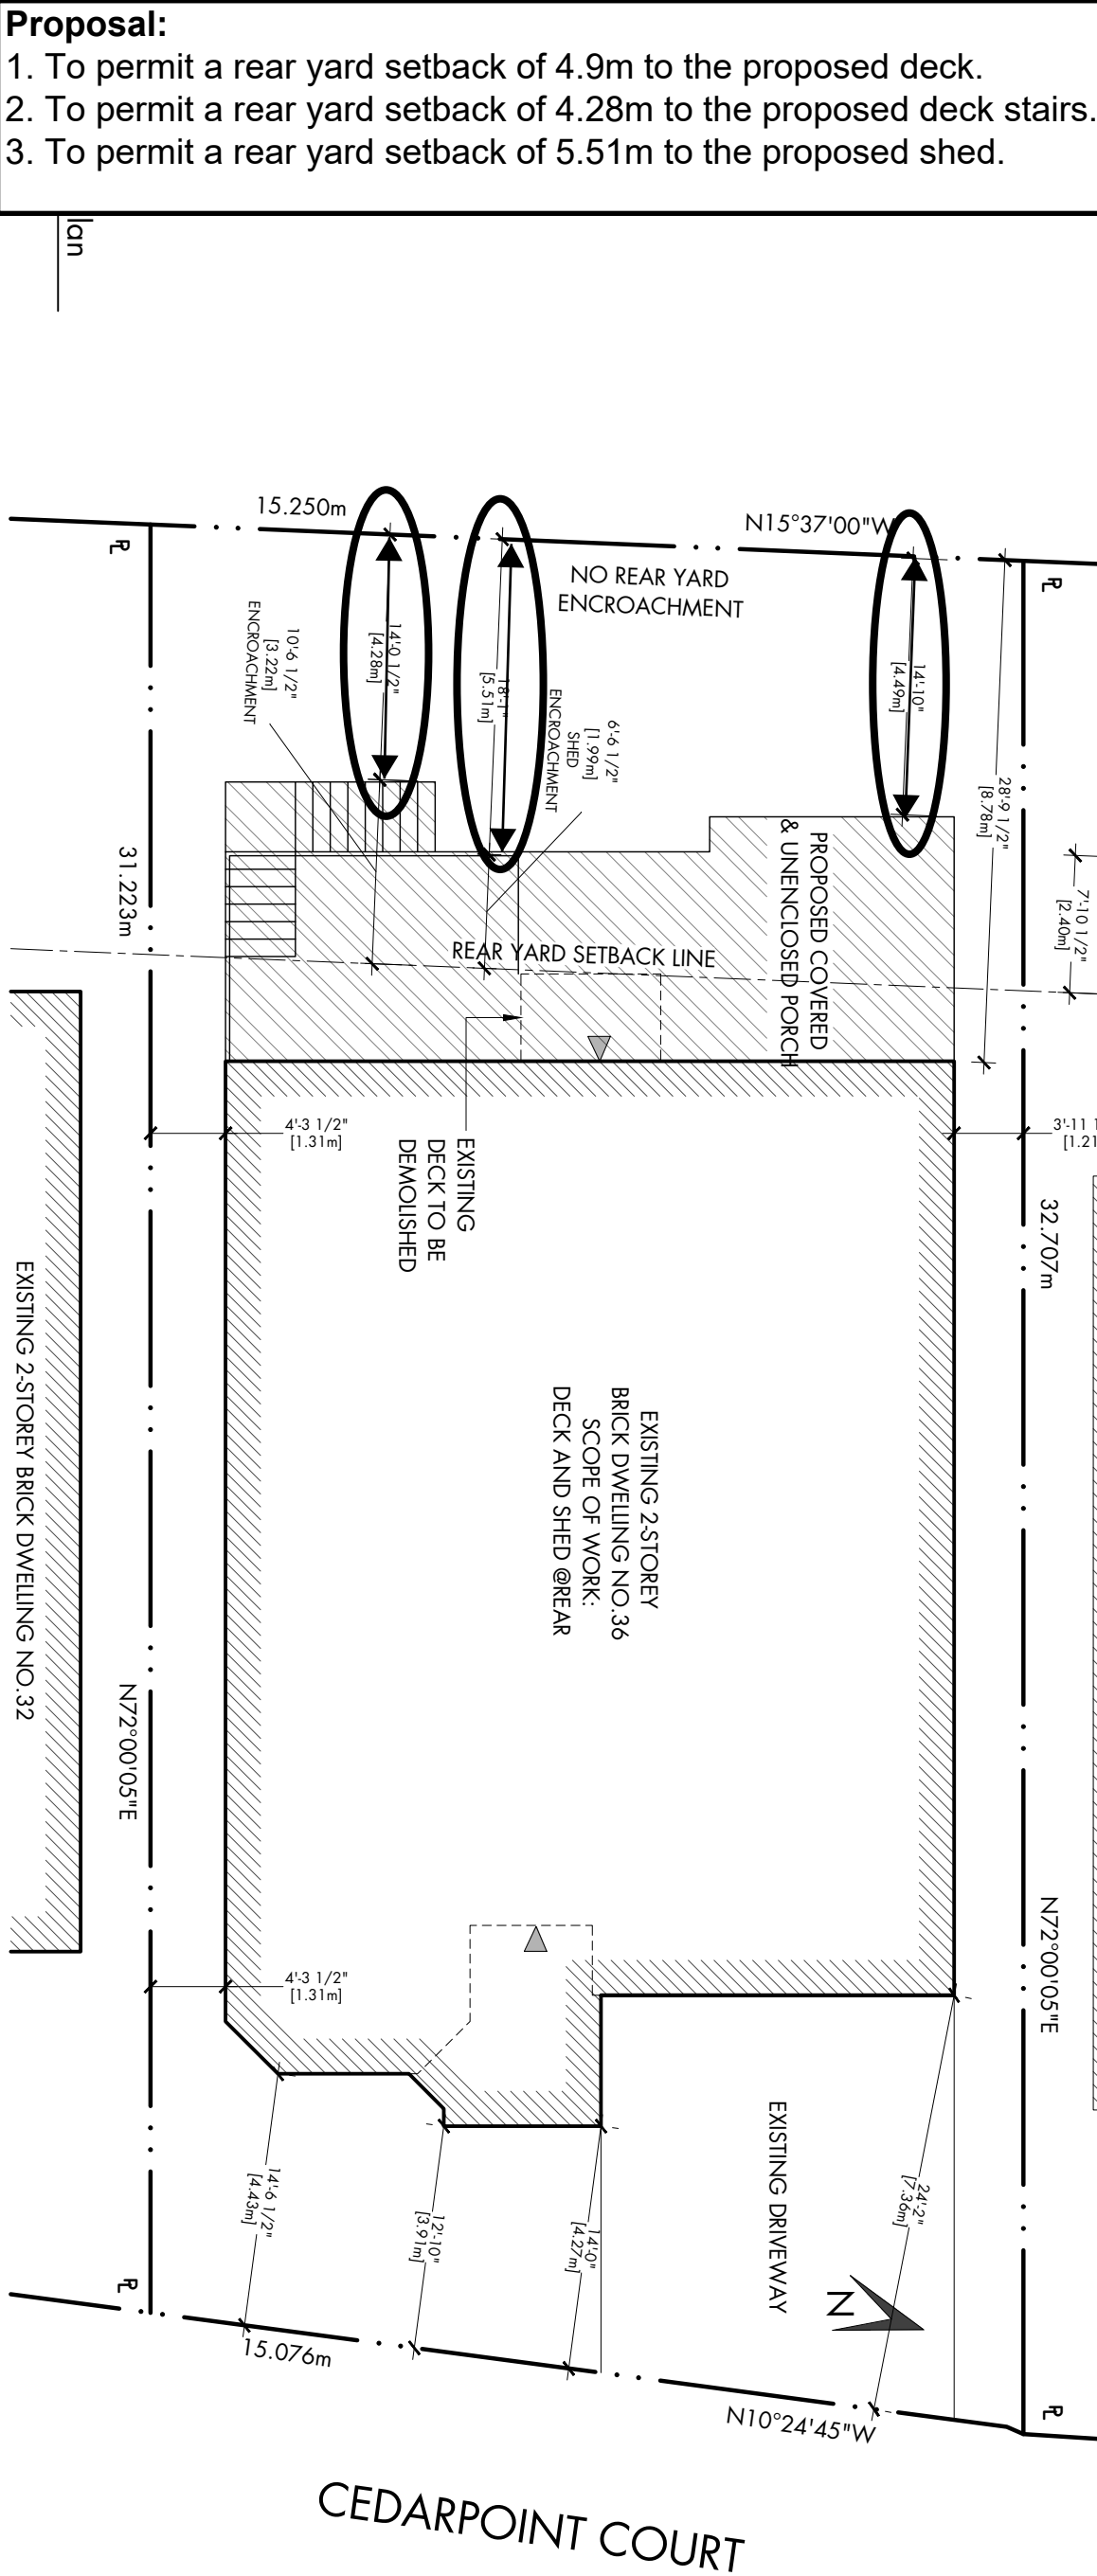 Proposal:
1. To permit a rear yard setback of 4.9m to the proposed deck.
2. To permit a rear yard setback of 4.28m to the proposed deck stairs.
3. To permit a rear yard setback of 5.51m to the proposed shed.
lan
15.250m
N15°37'00"W
NO REAR YARD
ENCROACHMENT
14'-0 1/2"
[4.28m]
18'-1"
[5.51m]
14'-10"
[4.49m]
10'-6 1/2"
[3.22m]
ENCROACHMENT
6'-6 1/2"
[1.99m]
SHED
ENCROACHMENT
28'-9 1/2"
[8.78m]
7'-10 1/2"
[2.40m]
PROPOSED COVERED
& UNENCLOSED PORCH
31.223m
REAR YARD SETBACK LINE
4'-3 1/2"
[1.31m]
3'-11 1
[1.21
EXISTING
DECK TO BE
DEMOLISHED
32.707m
EXISTING 2-STOREY BRICK DWELLING NO.32
EXISTING 2-STOREY
BRICK DWELLING NO.36
SCOPE OF WORK:
DECK AND SHED @REAR
N72°00'05"E
N72°00'05"E
4'-3 1/2"
[1.31m]
EXISTING DRIVEWAY
14'-6 1/2"
[4.43m]
12'-10"
[3.91m]
14'-0"
[4.27m]
24'-2"
[7.36m]
N
15.076m
N10°24'45"W
CEDARPOINT COURT